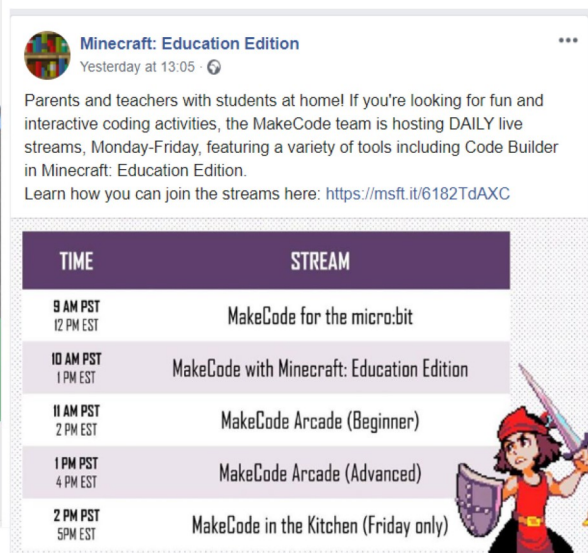 Minecraft: Education Edition
Yesterday at 13:05 ·
Parents and teachers with students at home! If you're looking for fun and
interactive coding activities, the MakeCode team is hosting DAILY live
streams, Monday-Friday, featuring a variety of tools including Code Builder
in Minecraft: Education Edition.
Learn how you can join the streams here: https://msft.it/6182TdAXC
TIME STREAM
9 AM PST
12 PM EST
MakeCode for the micro:bit
10 AM PST
1 PM EST
MakeCode with Minecraft: Education Edition
11 AM PST
2 PM EST
MakeCode Arcade (Beginner)
1 PM PST
4 PM EST
MakeCode Arcade (Advanced)
2 PM PST
5PM EST
MakeCode in the Kitchen (Friday only)